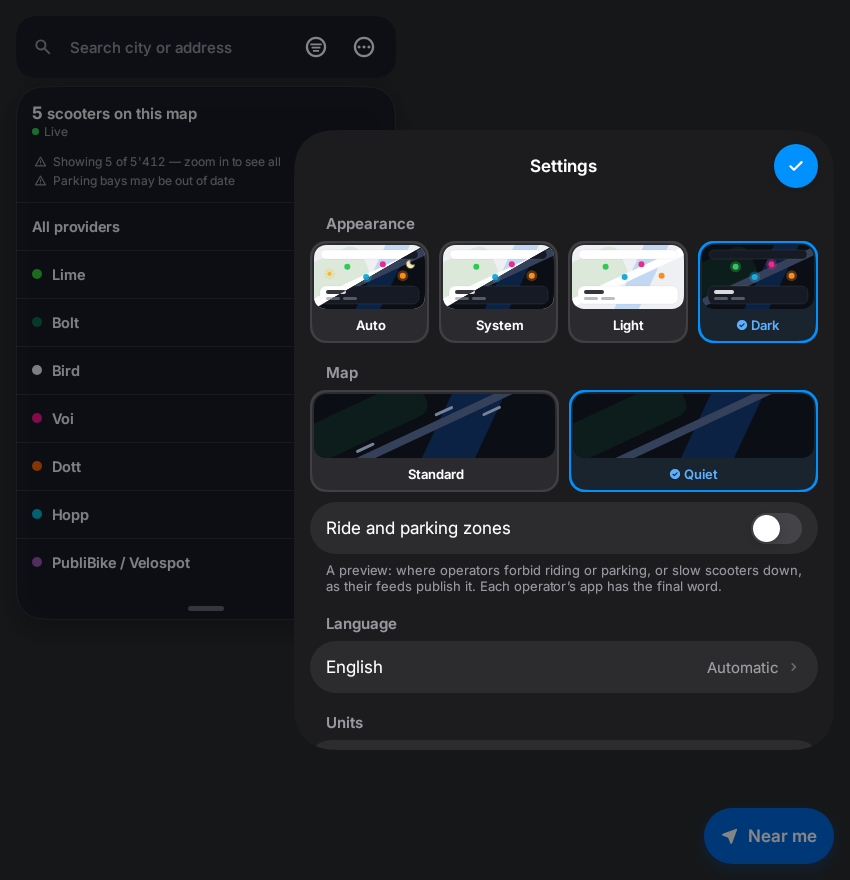 Search city or address
5 scooters on this map
Live
Showing 5 of 5'412 — zoom in to see all
Parking bays may be out of date
All providers
Lime
Bolt
Bird
Voi
Dott
Hopp
PubliBike / Velospot
Settings
Appearance
Auto
System
Light
Dark
Map
Standard
Quiet
Ride and parking zones
A preview: where operators forbid riding or parking, or slow scooters down,
as their feeds publish it. Each operator’s app has the final word.
Language
English
Automatic
Units
Near me